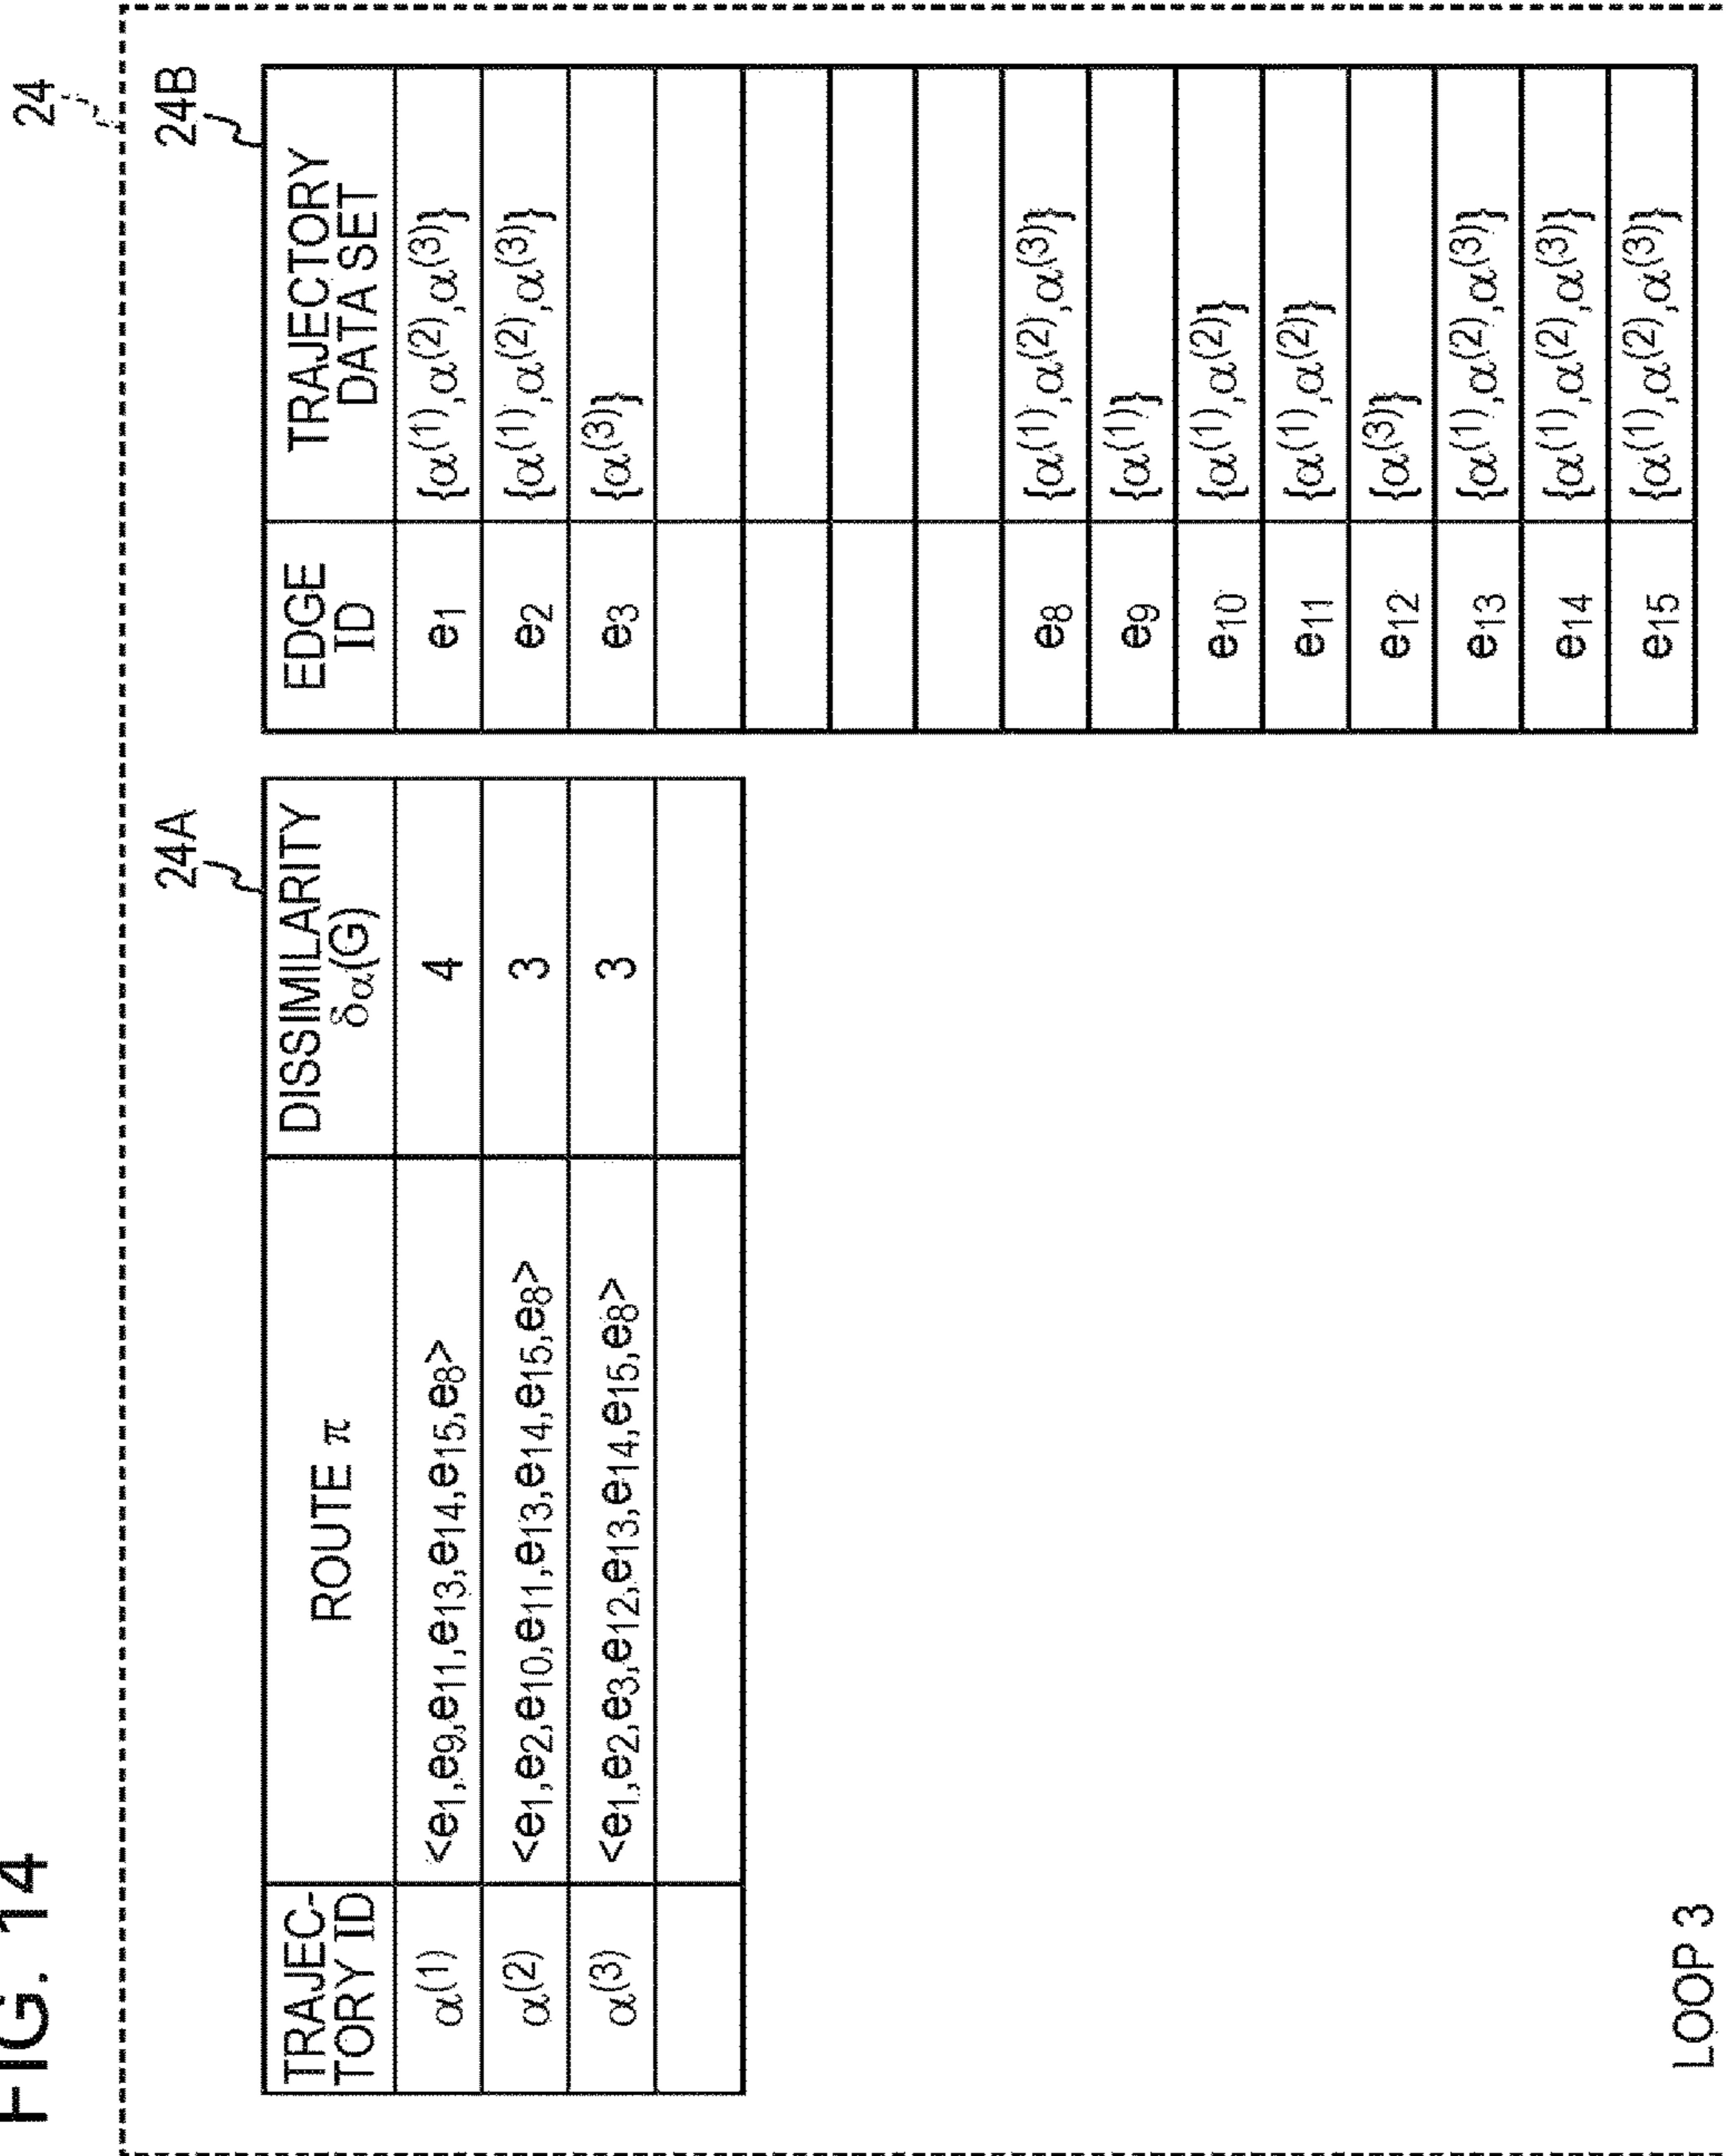 FIG. 14
24
24A
TRAJEC-
TORY ID
ROUTE π
DISSIMILARITY
δα(G)
α(1) <e1,e9,e11,e13,e14,e15,e8> 4
α(2) <e1,e2,e10,e11,e13,e14,e15,e8> 3
α(3) <e1,e2,e3,e12,e13,e14,e15,e8> 3
24B
EDGE
ID
TRAJECTORY
DATA SET
e1 {α(1),α(2),α(3)}
e2 {α(1),α(2),α(3)}
e3 {α(3)}
e8 {α(1),α(2),α(3)}
e9 {α(1)}
e10 {α(1),α(2)}
e11 {α(1),α(2)}
e12 {α(3)}
e13 {α(1),α(2),α(3)}
e14 {α(1),α(2),α(3)}
e15 {α(1),α(2),α(3)}
LOOP 3